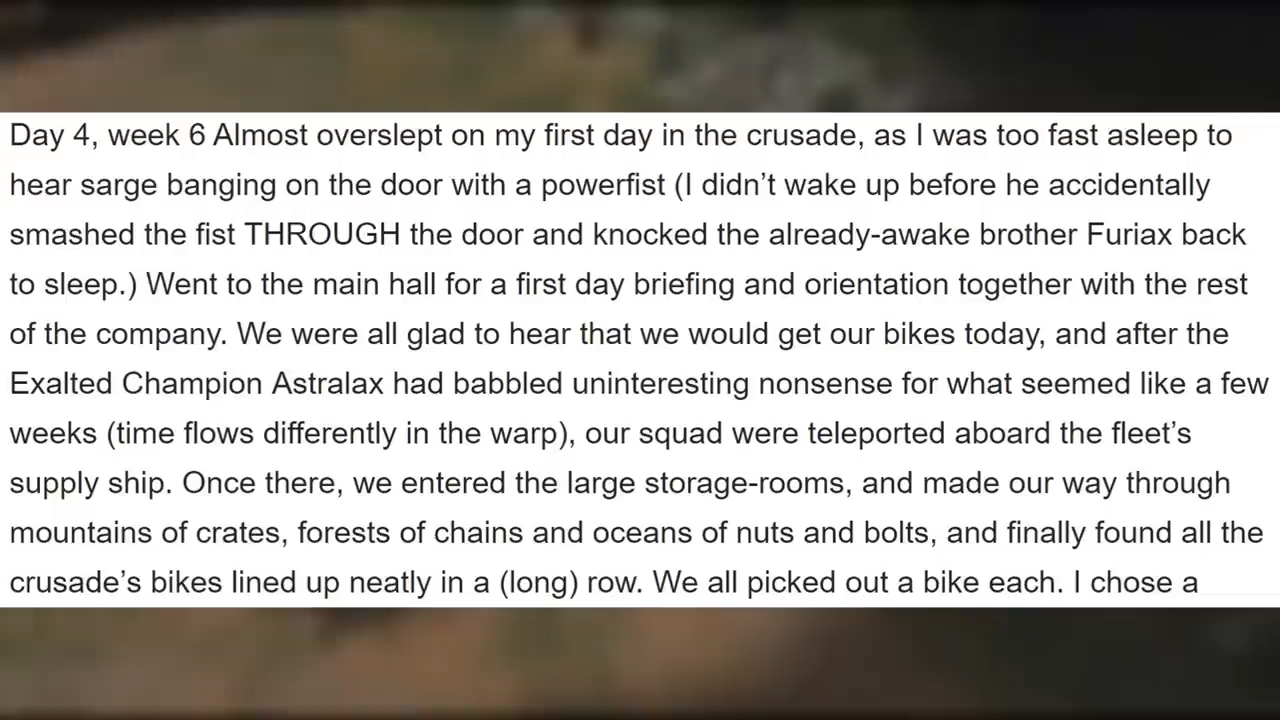 Day 4, week 6 Almost overslept on my first day in the crusade, as I was too fast asleep to
hear sarge banging on the door with a powerfist (I didn’t wake up before he accidentally
smashed the fist THROUGH the door and knocked the already-awake brother Furiax back
to sleep.) Went to the main hall for a first day briefing and orientation together with the rest
of the company. We were all glad to hear that we would get our bikes today, and after the
Exalted Champion Astralax had babbled uninteresting nonsense for what seemed like a few
weeks (time flows differently in the warp), our squad were teleported aboard the fleet’s
supply ship. Once there, we entered the large storage-rooms, and made our way through
mountains of crates, forests of chains and oceans of nuts and bolts, and finally found all the
crusade’s bikes lined up neatly in a (long) row. We all picked out a bike each. I chose a